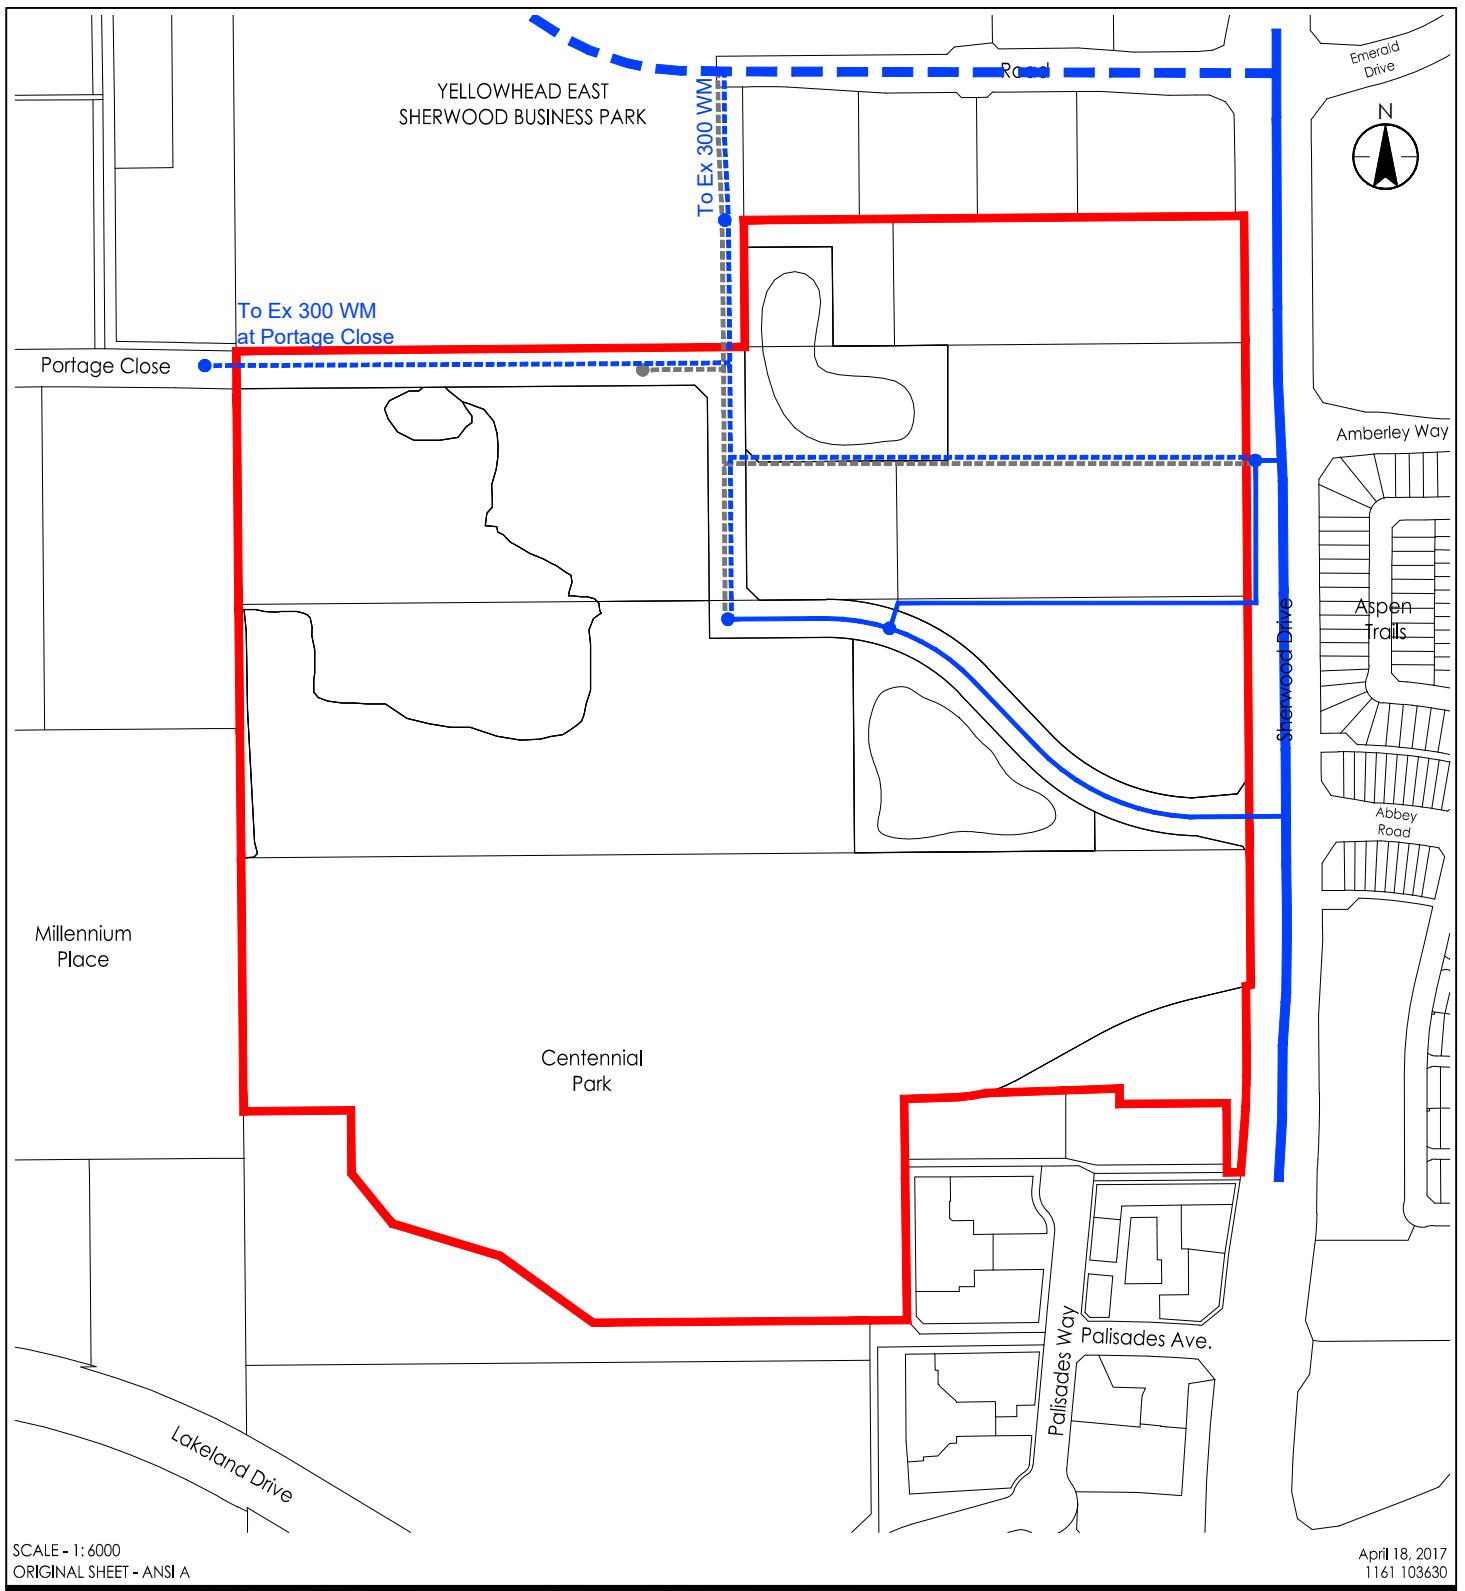 Emerald
Drive
Road
YELLOWHEAD EAST
SHERWOOD BUSINESS PARK
To Ex 300 WM
N
To Ex 300 WM
at Portage Close
Portage Close
Amberley Way
Aspen
Trails
Sherwood Drive
Abbey
Road
Millennium
Place
Centennial
Park
Palisades Way
Palisades Ave.
Lakeland Drive
SCALE - 1:6000
ORIGINAL SHEET - ANSI A
April 18, 2017
1161 103630